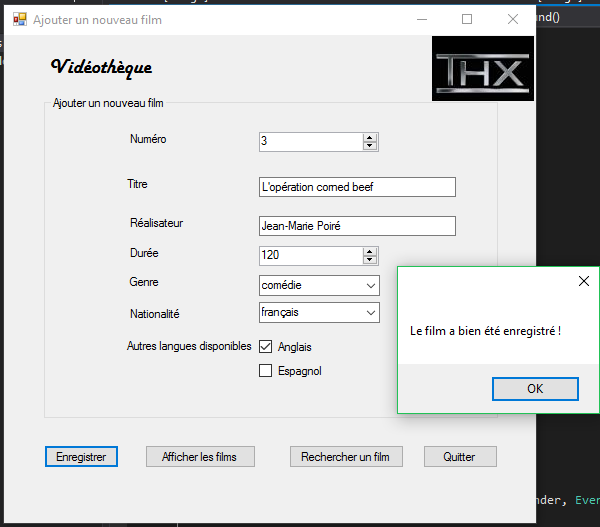 Ajouter un nouveau film
und()
Vidéothèque
THX
Ajouter un nouveau film
Numéro 3
Titre L'opération corned beef
Réalisateur Jean-Marie Poiré
Durée 120
Genre comédie
Nationalité français
Autres langues disponibles Anglais
Espagnol
Le film a bien été enregistré !
OK
Enregistrer Afficher les films Rechercher un film Quitter
nder, Even